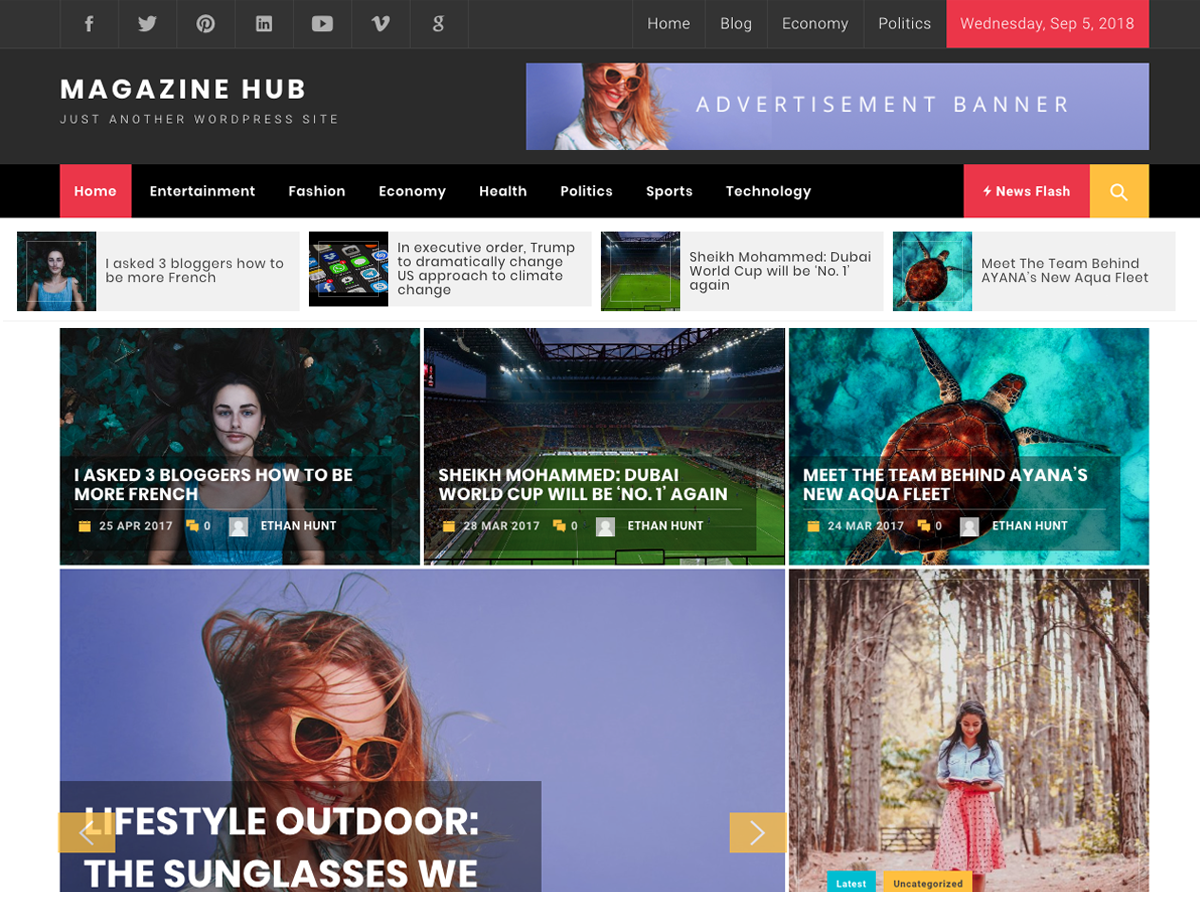 Home Blog Economy Politics Wednesday, Sep 5, 2018
MAGAZINE HUB
JUST ANOTHER WORDPRESS SITE
ADVERTISEMENT BANNER
Home Entertainment Fashion Economy Health Politics Sports Technology News Flash
I asked 3 bloggers how to
be more French
In executive order, Trump
to dramatically change
US approach to climate
change
Sheikh Mohammed: Dubai
World Cup will be ‘No. 1’
again
Meet The Team Behind
AYANA’s New Aqua Fleet
I ASKED 3 BLOGGERS HOW TO BE
MORE FRENCH
25 APR 2017 0 ETHAN HUNT
SHEIKH MOHAMMED: DUBAI
WORLD CUP WILL BE ‘NO. 1’ AGAIN
28 MAR 2017 0 ETHAN HUNT
MEET THE TEAM BEHIND AYANA’S
NEW AQUA FLEET
24 MAR 2017 0 ETHAN HUNT
LIFESTYLE OUTDOOR:
THE SUNGLASSES WE
Latest Uncategorized